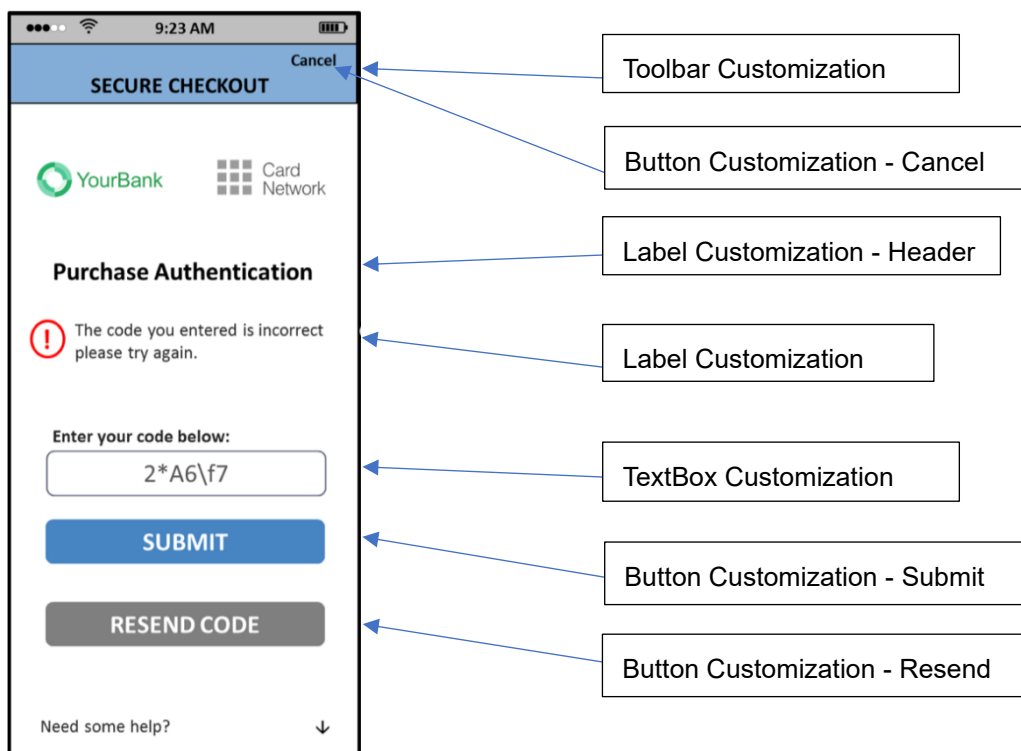 9:23 AM
Cancel
SECURE CHECKOUT
YourBank
Card
Network
Purchase Authentication
The code you entered is incorrect
please try again.
Enter your code below:
2*A6\f7
SUBMIT
RESEND CODE
Need some help?
Toolbar Customization
Button Customization - Cancel
Label Customization - Header
Label Customization
TextBox Customization
Button Customization - Submit
Button Customization - Resend